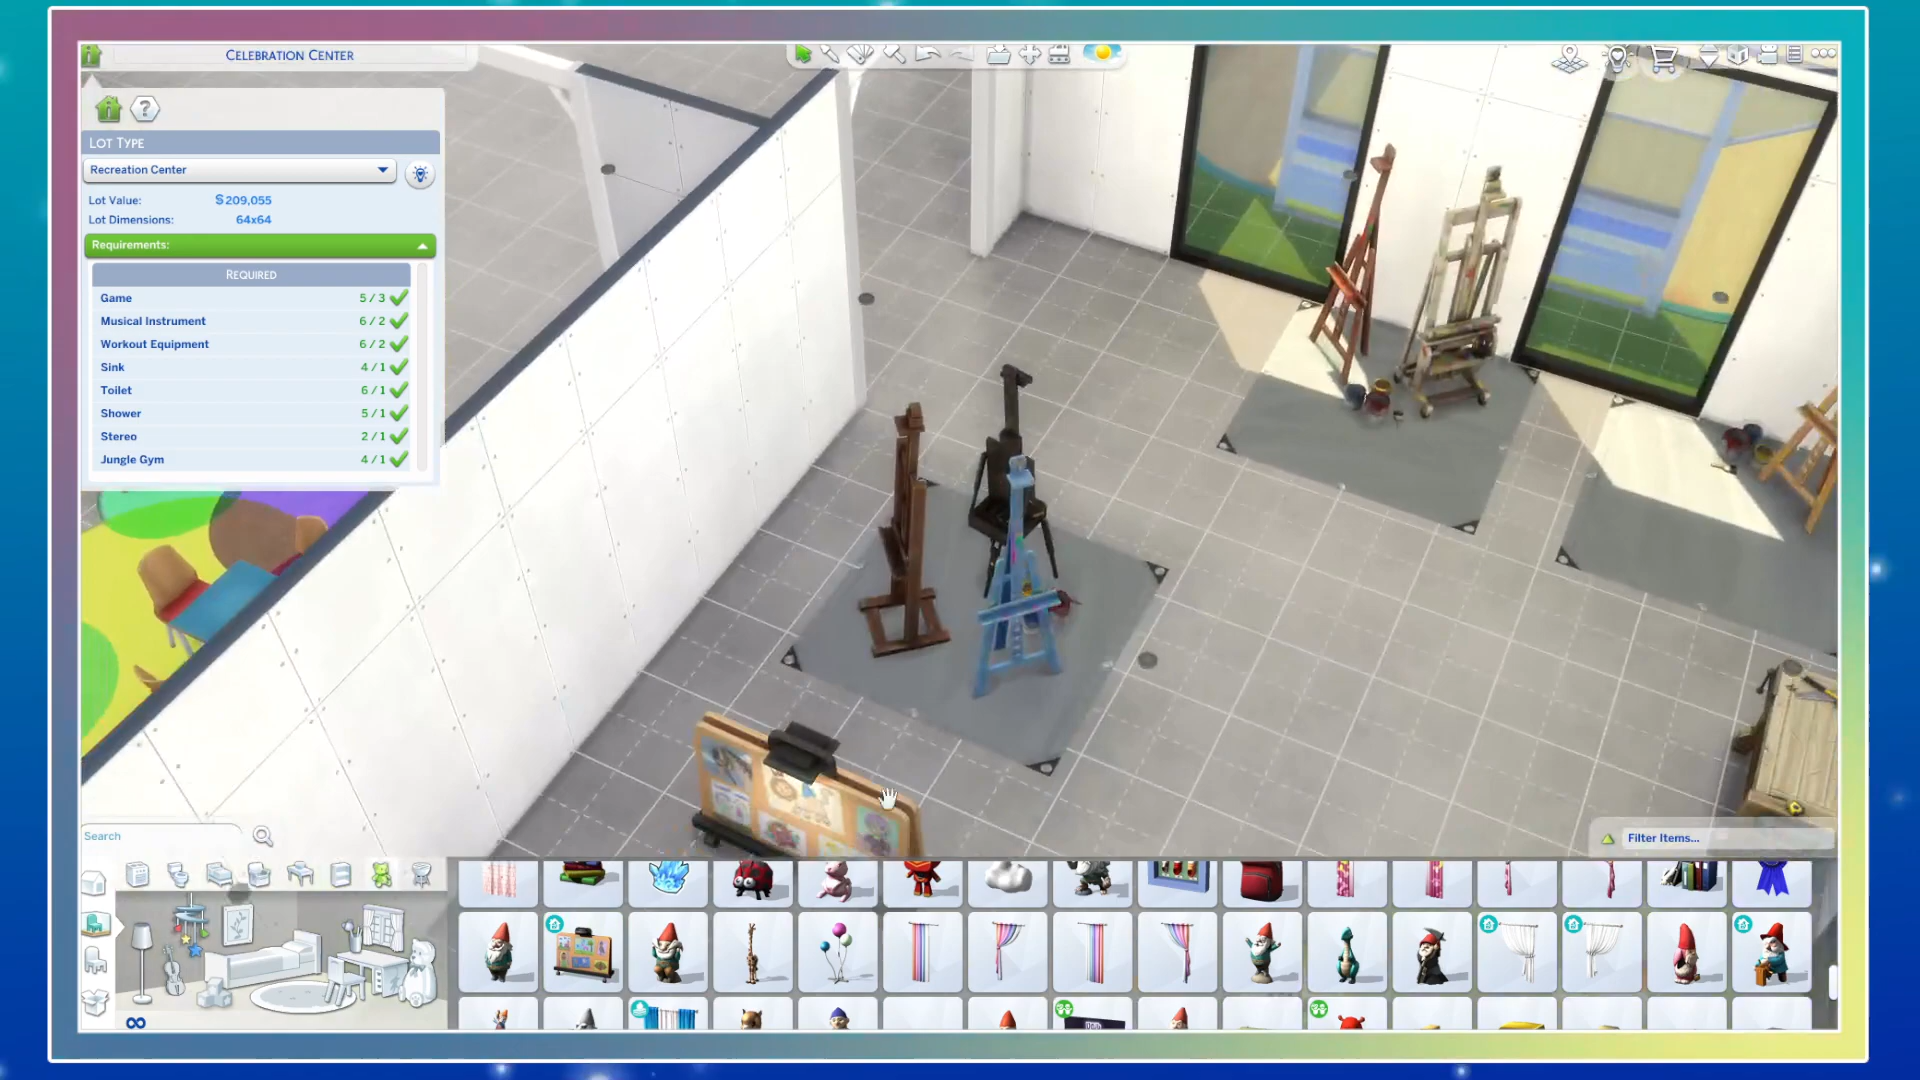 CELEBRATION CENTER
?
LOT TYPE
Recreation Center
Lot Value: §209,055
Lot Dimensions: 64x64
Requirements:
REQUIRED
Game 5 / 3
Musical Instrument 6 / 2
Workout Equipment 6 / 2
Sink 4 / 1
Toilet 6 / 1
Shower 5 / 1
Stereo 2 / 1
Jungle Gym 4 / 1
Search
Filter Items...